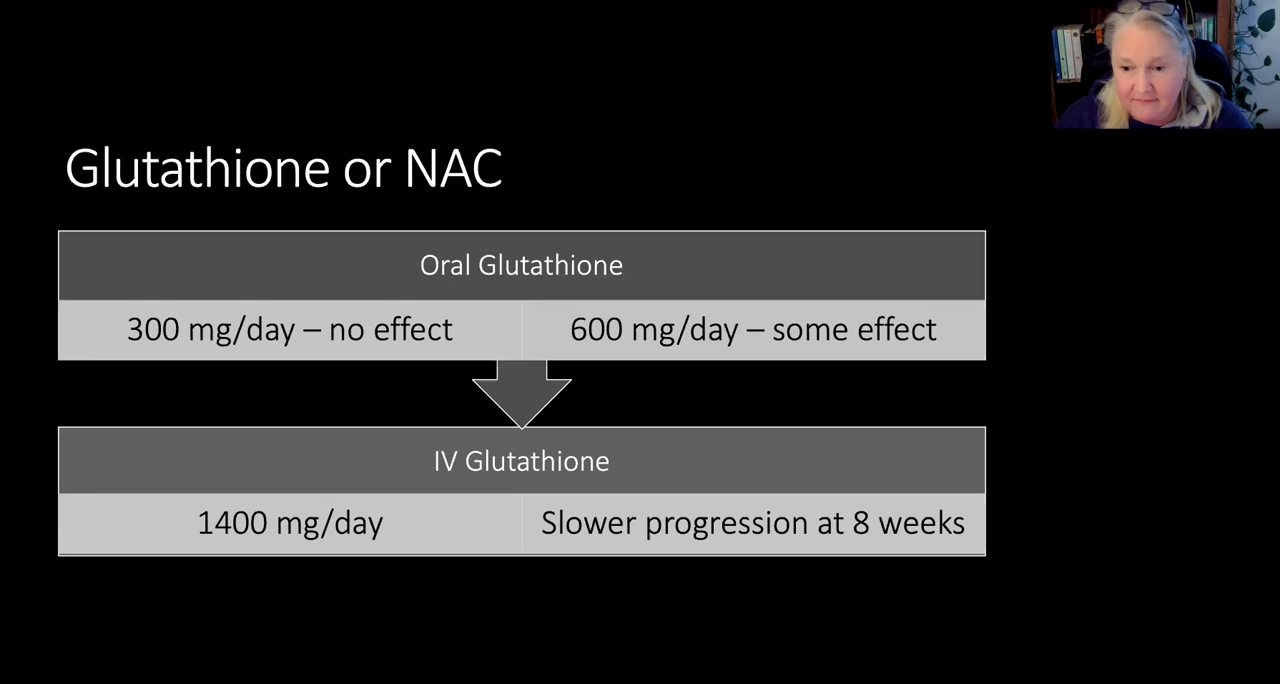 Glutathione or NAC
Oral Glutathione
300 mg/day – no effect
600 mg/day – some effect
IV Glutathione
1400 mg/day
Slower progression at 8 weeks